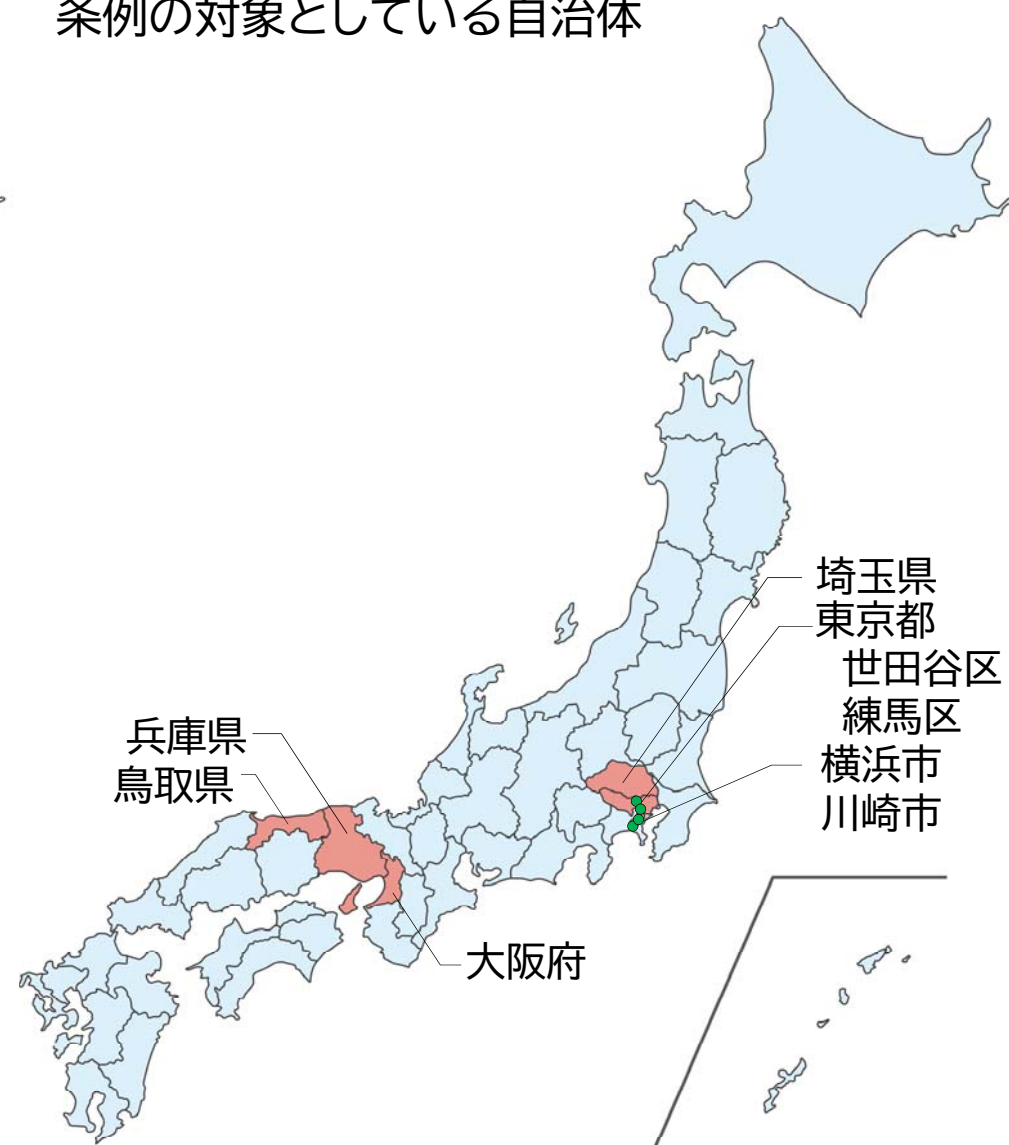 条例の対象としている自治体
埼玉県
東京都
世田谷区
練馬区
横浜市
川崎市
兵庫県
鳥取県
大阪府